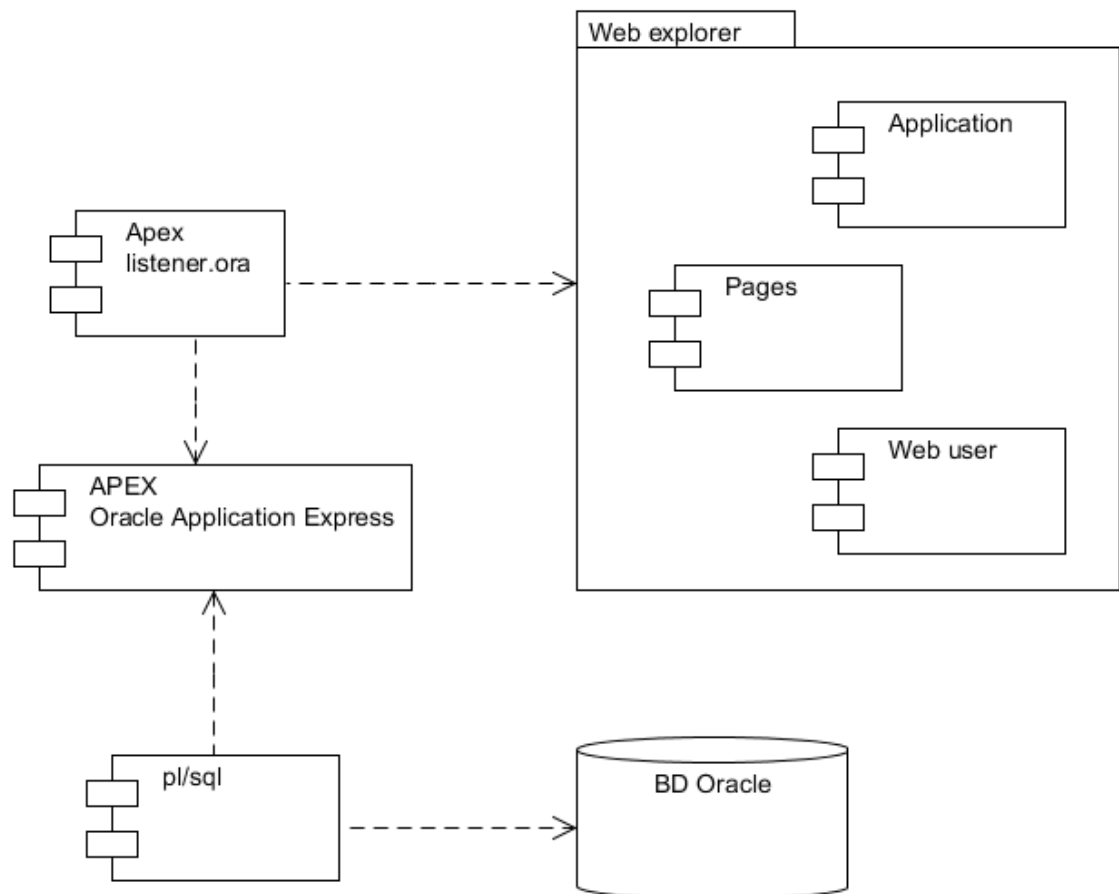 Web explorer
Application
Apex
listener.ora
Pages
Web user
APEX
Oracle Application Express
pl/sql
BD Oracle